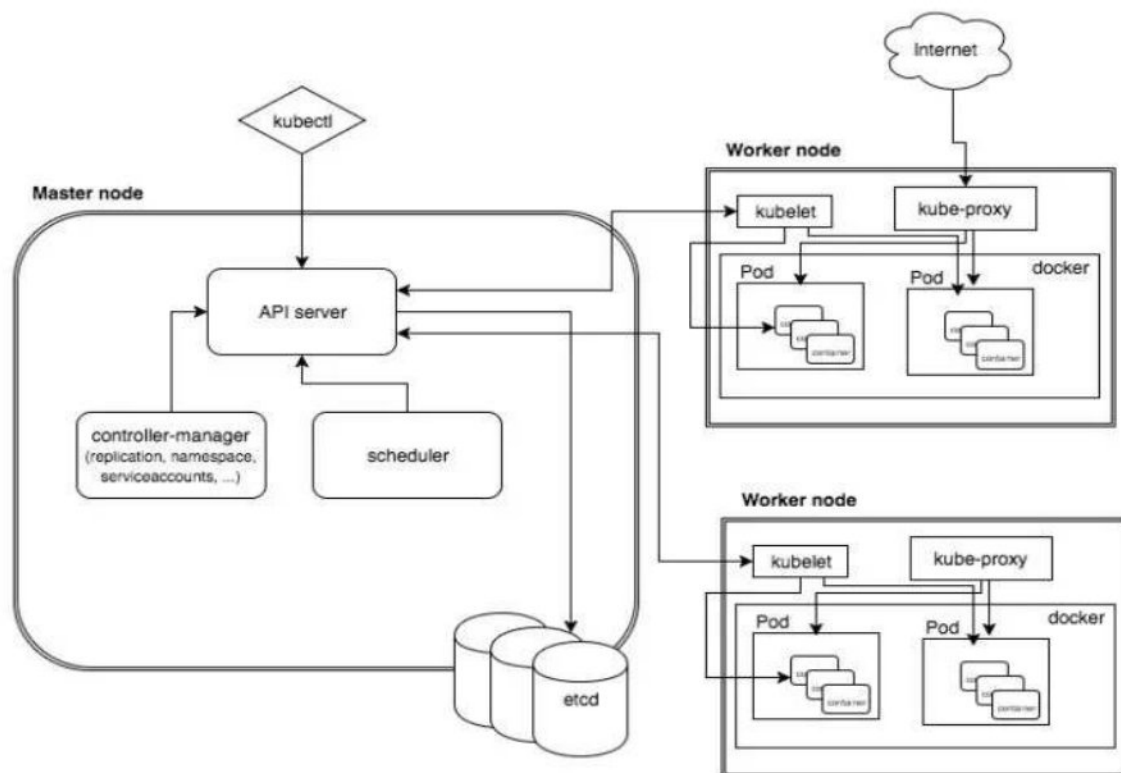 Internet
kubectl
Worker node
Master node
kubelet
kube-proxy
Pod
docker
Pod
API server
container
container
controller-manager
(replication, namespace,
serviceaccounts, ...)
scheduler
Worker node
kubelet
kube-proxy
Pod
docker
Pod
container
container
etcd